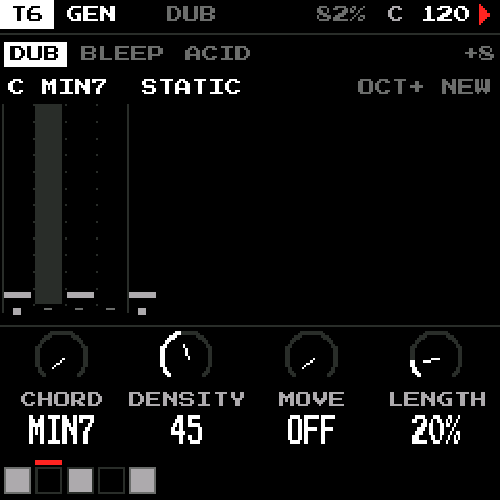 T6 GEN DUB 82% C 120
DUB BLEEP ACID +8
C MIN7 STATIC OCT+ NEW
CHORD DENSITY MOVE LENGTH
MIN7 45 OFF 20%